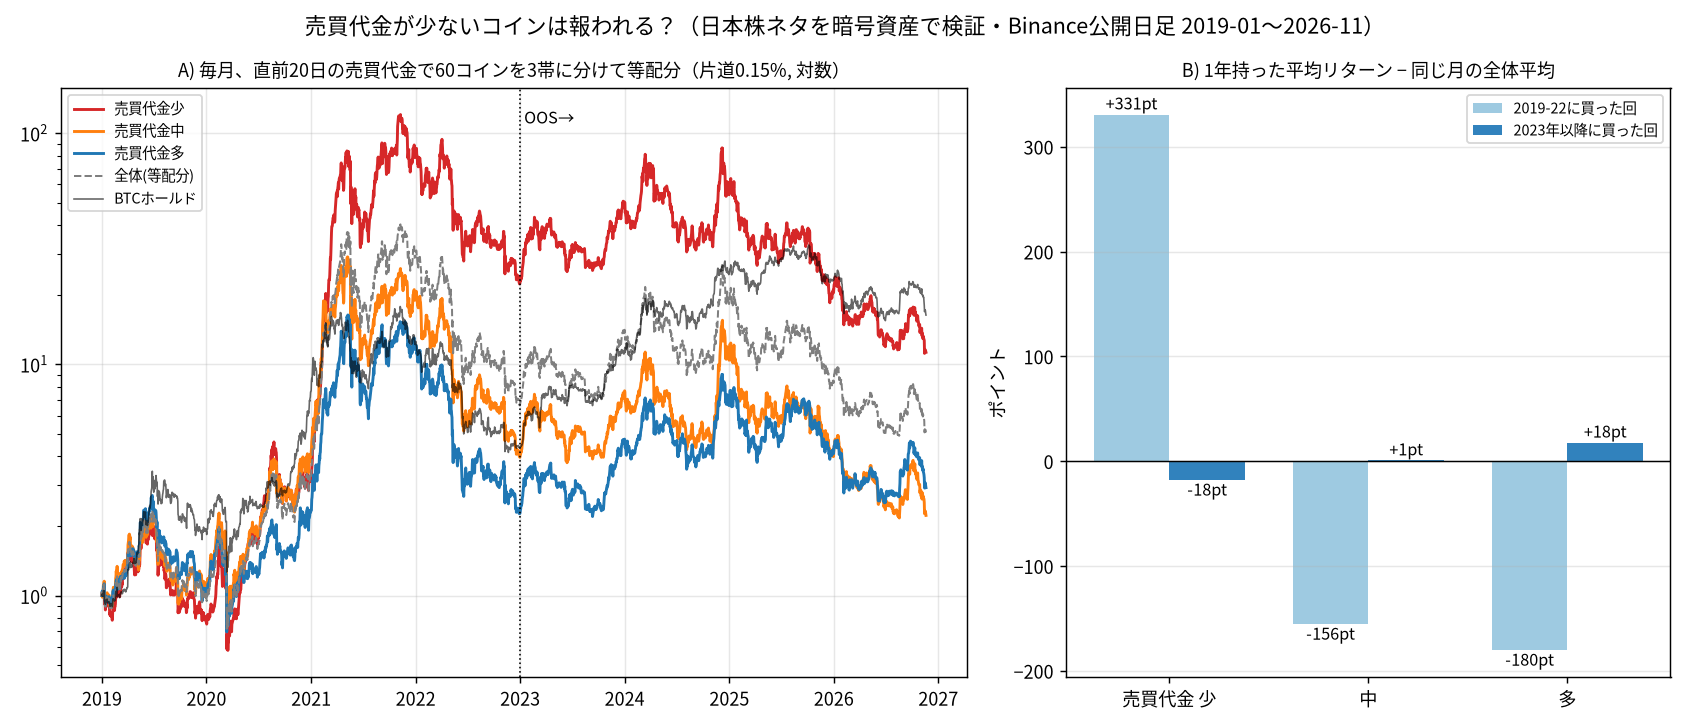 売買代金が少ないコインは報われる？（日本株ネタを暗号資産で検証・Binance公開日足 2019-01〜2026-11）
A) 毎月、直前20日の売買代金で60コインを3帯に分けて等配分（片道0.15%, 対数）
売買代金少
売買代金中
売買代金多
全体(等配分)
BTCホールド
OOS→
10²
10¹
10⁰
2019
2020
2021
2022
2023
2024
2025
2026
2027
B) 1年持った平均リターン − 同じ月の全体平均
2019-22に買った回
2023年以降に買った回
ポイント
300
200
100
0
−100
−200
+331pt
-18pt
-156pt
+1pt
-180pt
+18pt
売買代金 少
中
多